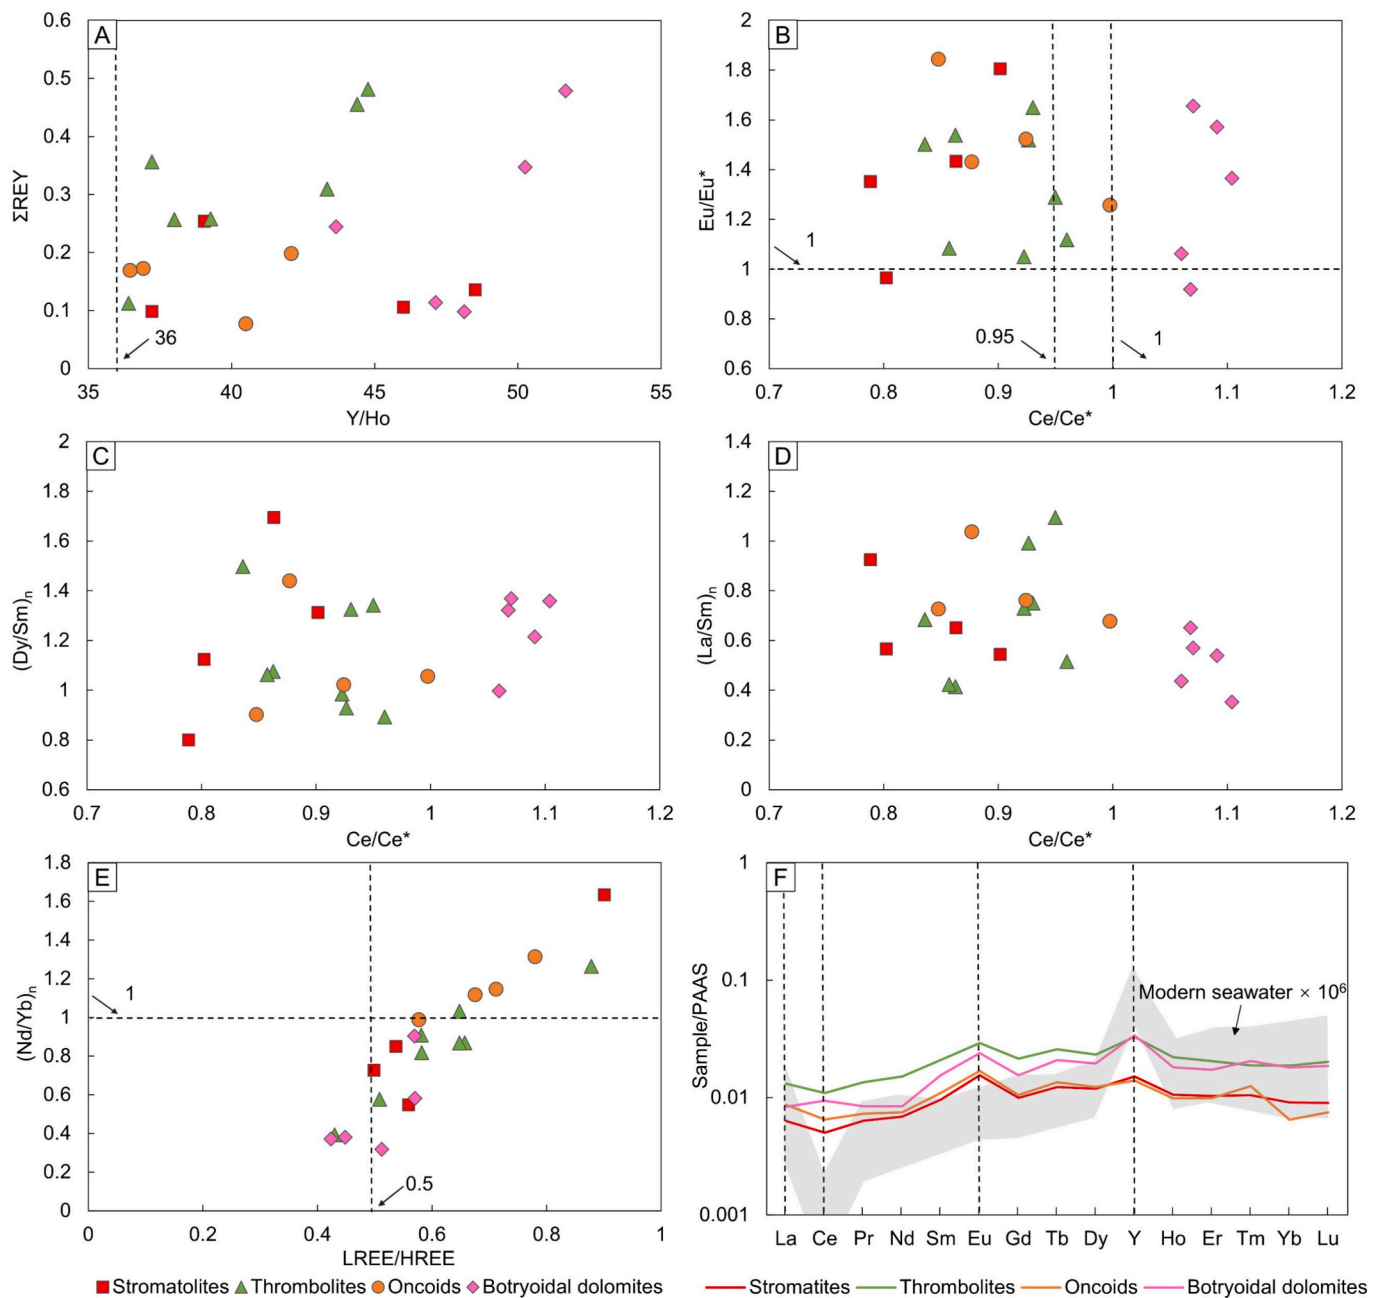 A
0.6
0.5
0.4
0.3
0.2
0.1
0
ΣREY
36
35 40 45 50 55
Y/Ho
B
2
1.8
1.6
1.4
1.2
1
0.8
0.6
Eu/Eu*
1
0.95
1
0.7 0.8 0.9 1 1.1 1.2
Ce/Ce*
C
2
1.8
1.6
1.4
1.2
1
0.8
0.6
(Dy/Sm)n
0.7 0.8 0.9 1 1.1 1.2
Ce/Ce*
D
1.4
1.2
1
0.8
0.6
0.4
0.2
0
(La/Sm)n
0.7 0.8 0.9 1 1.1 1.2
Ce/Ce*
E
1.8
1.6
1.4
1.2
1
0.8
0.6
0.4
0.2
0
(Nd/Yb)n
1
0.5
0 0.2 0.4 0.6 0.8 1
LREE/HREE
F
1
0.1
0.01
0.001
Sample/PAAS
Modern seawater × 10⁶
La Ce Pr Nd Sm Eu Gd Tb Dy Y Ho Er Tm Yb Lu
Stromatolites Thrombolites Oncoids Botryoidal dolomites
Stromatites Thrombolites Oncoids Botryoidal dolomites